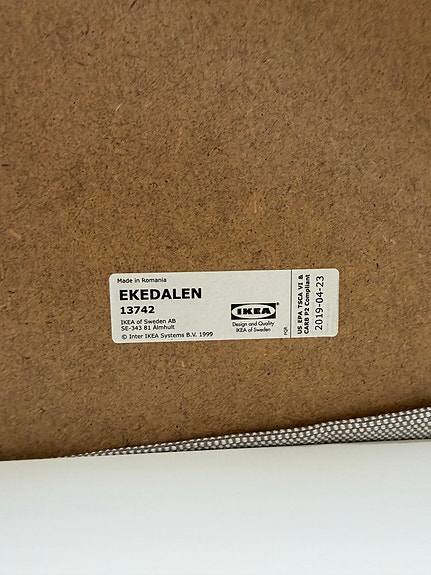 Made in Romania
EKEDALEN
13742
IKEA of Sweden AB
SE-343 81 Älmhult
© Inter IKEA Systems B.V. 1999
IKEA
Design and Quality
IKEA of Sweden
PQR
US EPA TSCA VI &
CARB P2 Compliant
2019-04-23